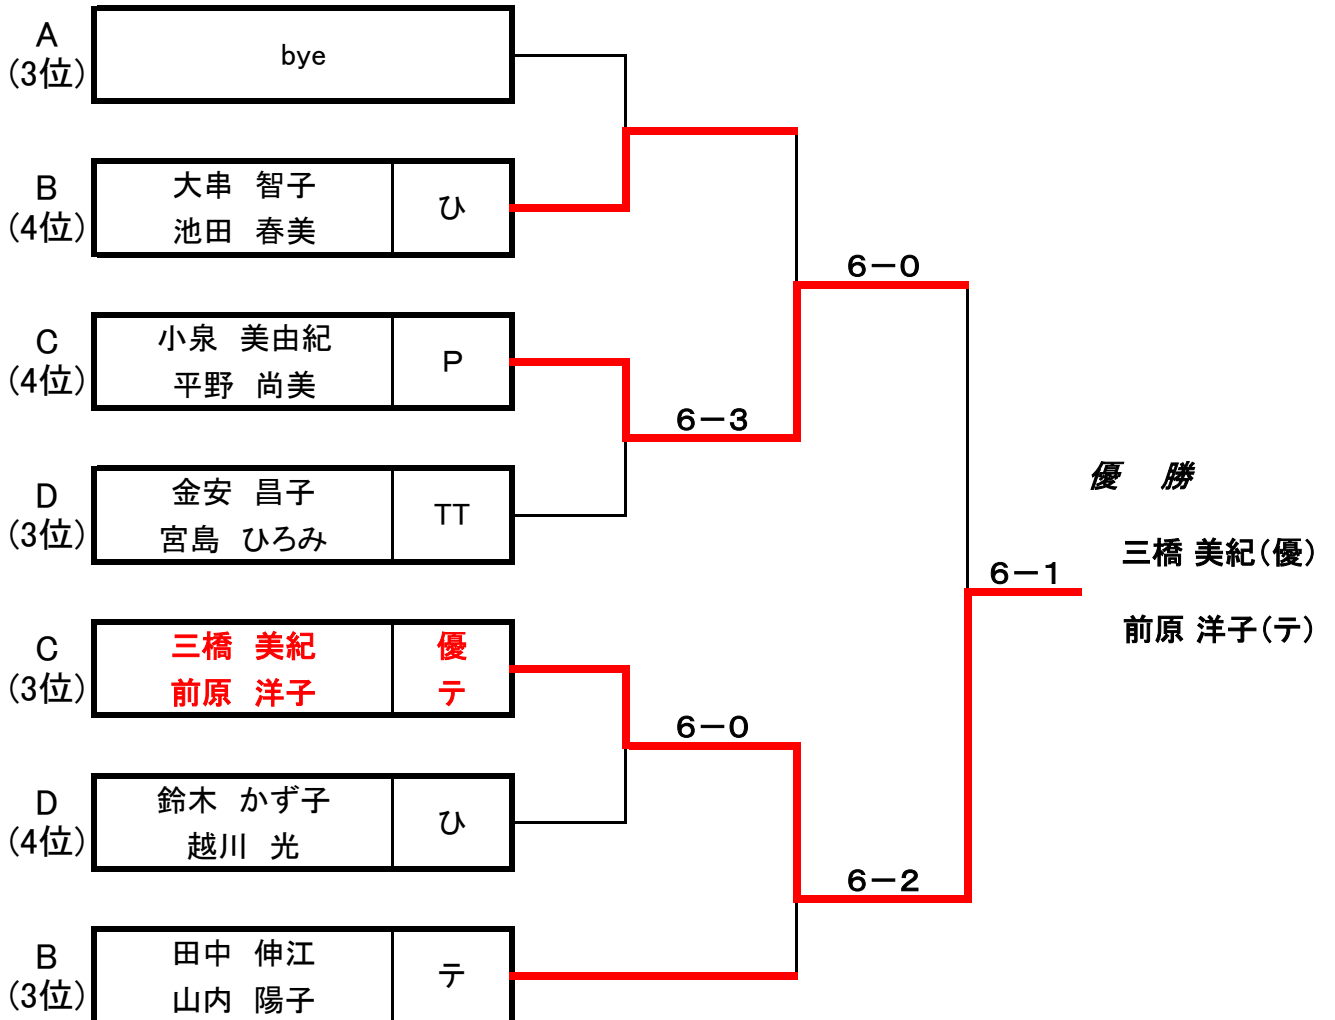 A
(3位)
bye
B
(4位)
大串　智子
池田　春美
ひ
6－0
C
(4位)
小泉　美由紀
平野　尚美
P
6－3
D
(3位)
金安　昌子
宮島　ひろみ
TT
優　勝
三橋 美紀(優)
6－1
前原 洋子(テ)
C
(3位)
三橋　美紀
前原　洋子
優
テ
6－0
D
(4位)
鈴木　かず子
越川　光
ひ
6－2
B
(3位)
田中　伸江
山内　陽子
テ